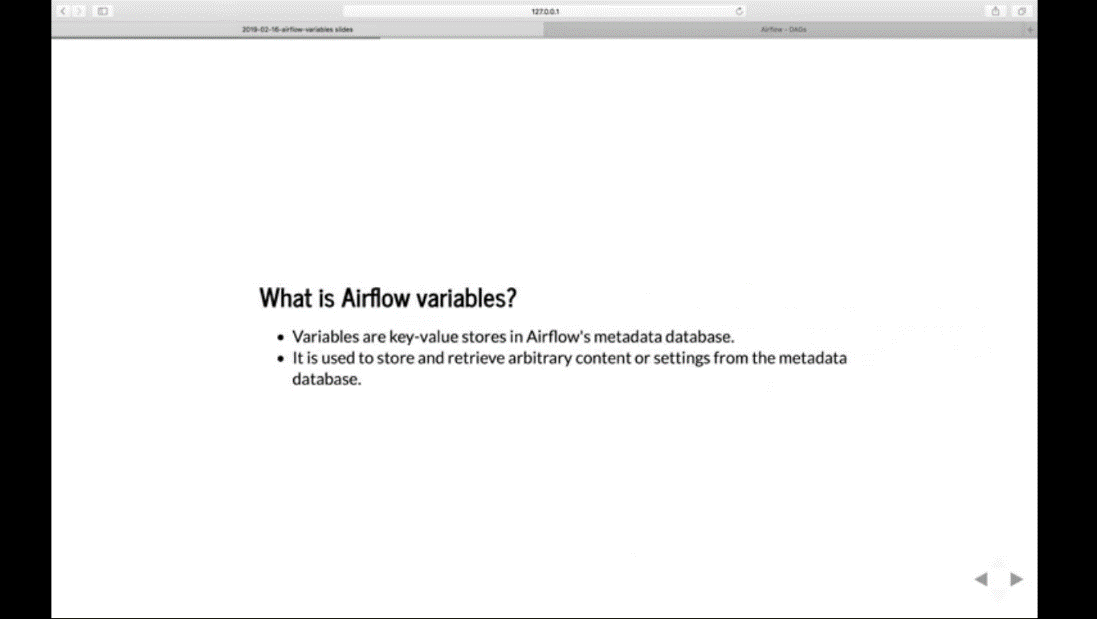 127.0.0.1
2019-02-16-airflow-variables slides
Airflow - DAGs
What is Airflow variables?
Variables are key-value stores in Airflow's metadata database.
It is used to store and retrieve arbitrary content or settings from the metadata
database.